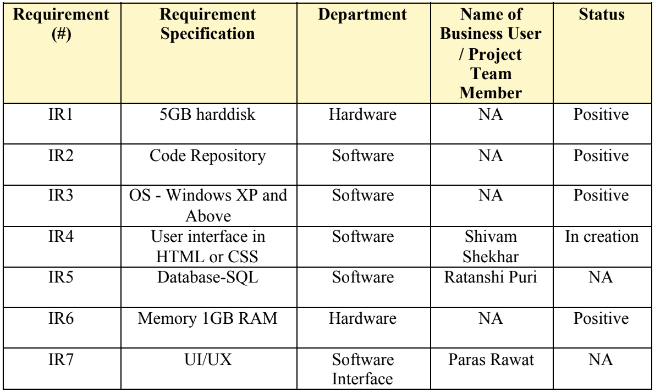 Requirement (#) Requirement Specification Department Name of Business User / Project Team Member Status
IR1 5GB harddisk Hardware NA Positive
IR2 Code Repository Software NA Positive
IR3 OS - Windows XP and Above Software NA Positive
IR4 User interface in HTML or CSS Software Shivam Shekhar In creation
IR5 Database-SQL Software Ratanshi Puri NA
IR6 Memory 1GB RAM Hardware NA Positive
IR7 UI/UX Software Interface Paras Rawat NA